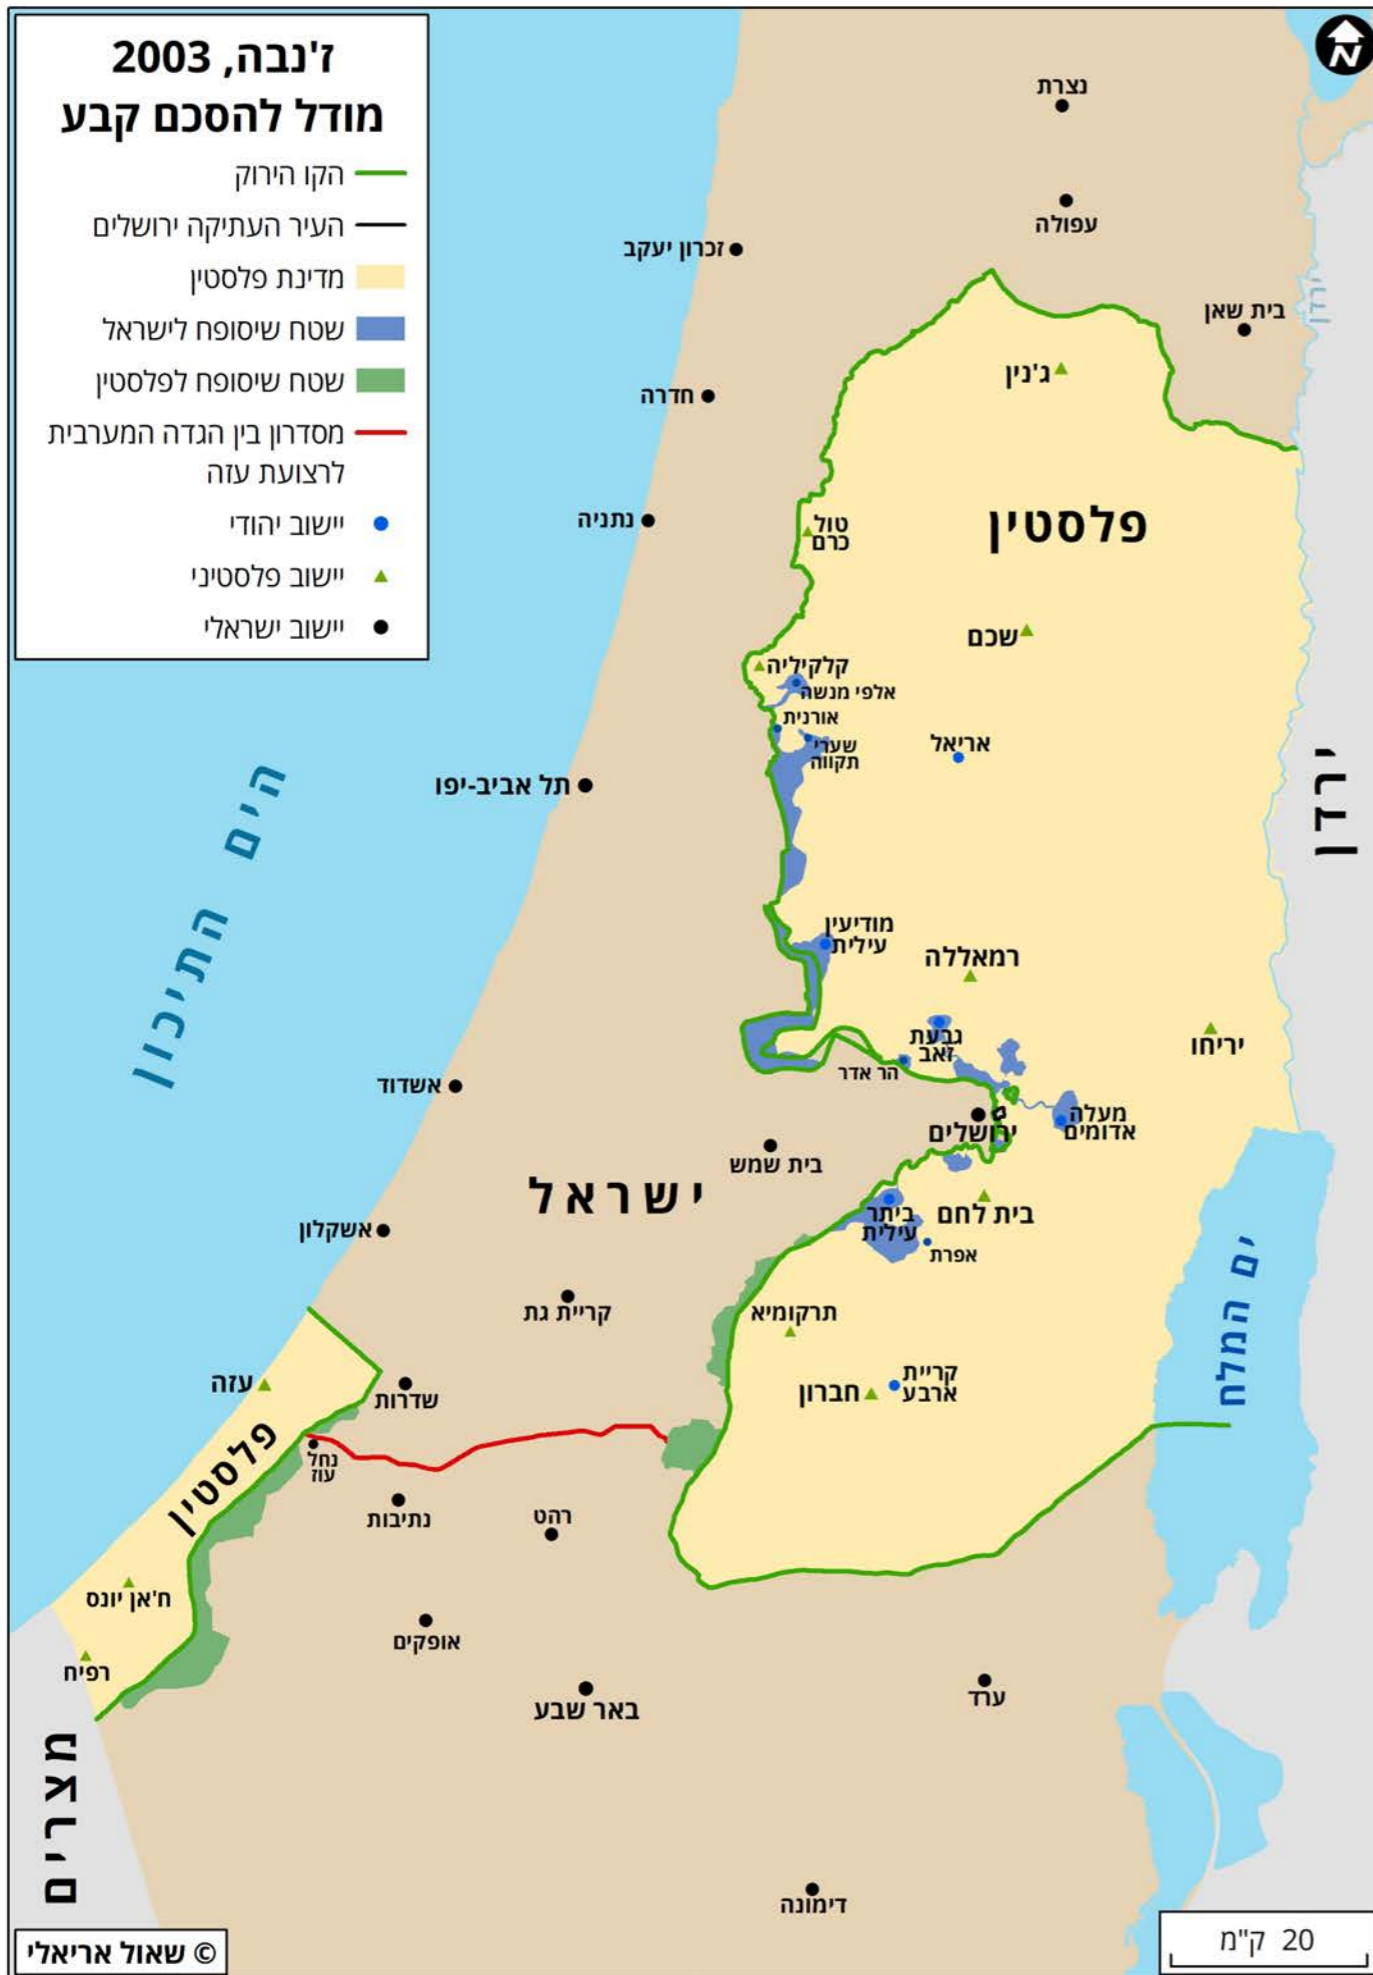 ז'נבה, 2003
מודל להסכם קבע
הקו הירוק
העיר העתיקה ירושלים
מדינת פלסטין
שטח שיסופח לישראל
שטח שיסופח לפלסטין
מסדרון בין הגדה המערבית
לרצועת עזה
יישוב יהודי
יישוב פלסטיני
יישוב ישראלי
N
נצרת
עפולה
זכרון יעקב
בית שאן
ירדן
ג'נין
חדרה
נתניה
טול
כרם
פלסטין
שכם
קלקיליה
אלפי מנשה
אורנית
שערי
תקווה
אריאל
תל אביב-יפו
ירדן
הים התיכון
מודיעין
עילית
רמאללה
גבעת
זאב
יריחו
הר אדר
אשדוד
מעלה
אדומים
ירושלים
בית שמש
ישראל
בית לחם
ביתר
עילית
אפרת
אשקלון
ים המלח
קריית גת
תרקומיא
עזה
שדרות
קריית
ארבע
חברון
פלסטין
נחל
עוז
נתיבות
רהט
ח'אן יונס
אופקים
רפיח
באר שבע
ערד
מצרים
דימונה
© שאול אריאלי
20 ק"מ